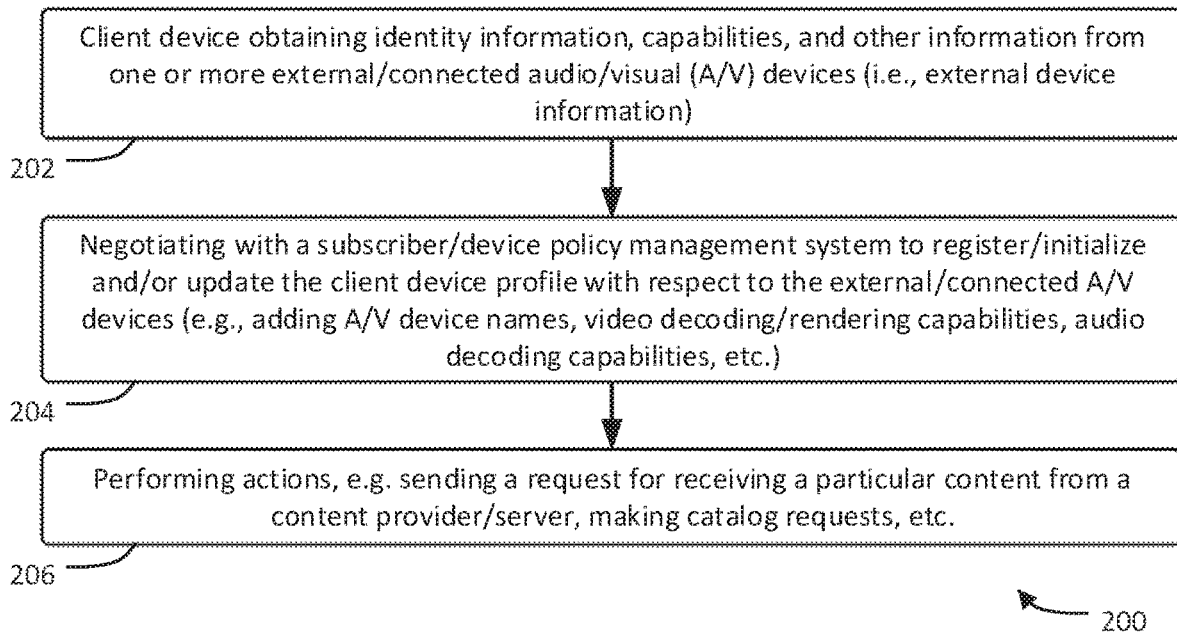 Client device obtaining identity information, capabilities, and other information from
one or more external/connected audio/visual (A/V) devices (i.e., external device
information)
202
Negotiating with a subscriber/device policy management system to register/initialize
and/or update the client device profile with respect to the external/connected A/V
devices (e.g., adding A/V device names, video decoding/rendering capabilities, audio
decoding capabilities, etc.)
204
Performing actions, e.g. sending a request for receiving a particular content from a
content provider/server, making catalog requests, etc.
206
200